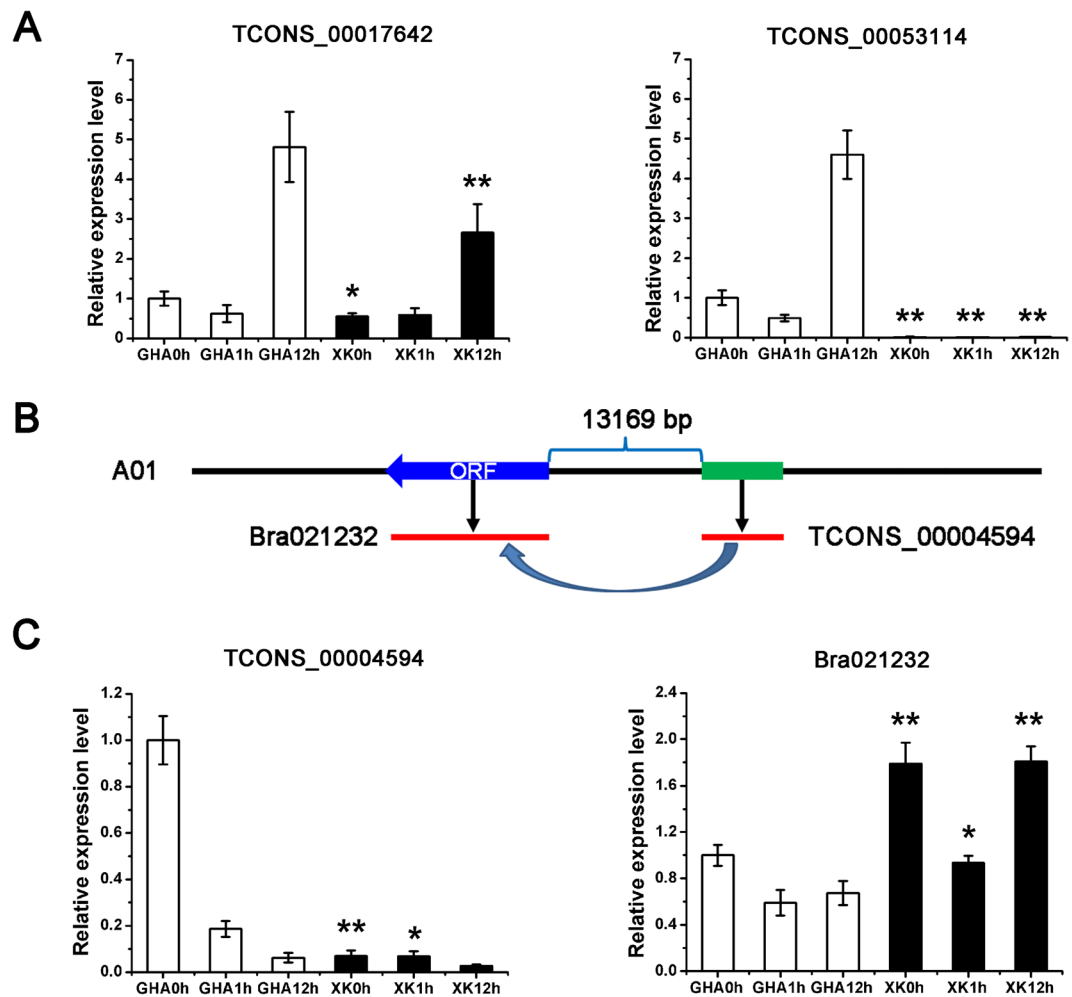 A
TCONS_00017642
Relative expression level
7
6
5
4
3
2
1
0
*
**
GHA0h GHA1h GHA12h XK0h XK1h XK12h
TCONS_00053114
Relative expression level
7
6
5
4
3
2
1
0
** ** **
GHA0h GHA1h GHA12h XK0h XK1h XK12h
B
13169 bp
A01
ORF
Bra021232
TCONS_00004594
C
TCONS_00004594
Relative expression level
1.2
1.0
0.8
0.6
0.4
0.2
0.0
** *
GHA0h GHA1h GHA12h XK0h XK1h XK12h
Bra021232
Relative expression level
2.4
2.0
1.6
1.2
0.8
0.4
0.0
** * **
GHA0h GHA1h GHA12h XK0h XK1h XK12h